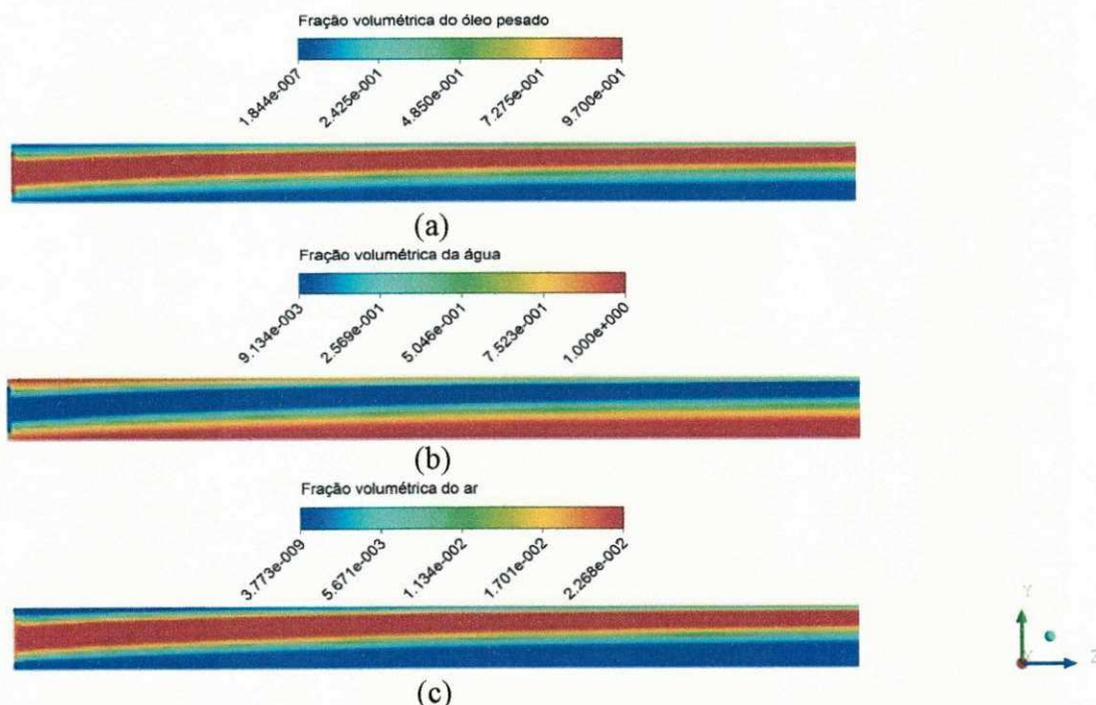 Fração volumétrica do óleo pesado
1.844e-007
2.425e-001
4.850e-001
7.275e-001
9.700e-001
(a)
Fração volumétrica da água
9.134e-003
2.569e-001
5.046e-001
7.523e-001
1.000e+000
(b)
Fração volumétrica do ar
3.773e-009
5.671e-003
1.134e-002
1.701e-002
2.268e-002
(c)
Y
Z